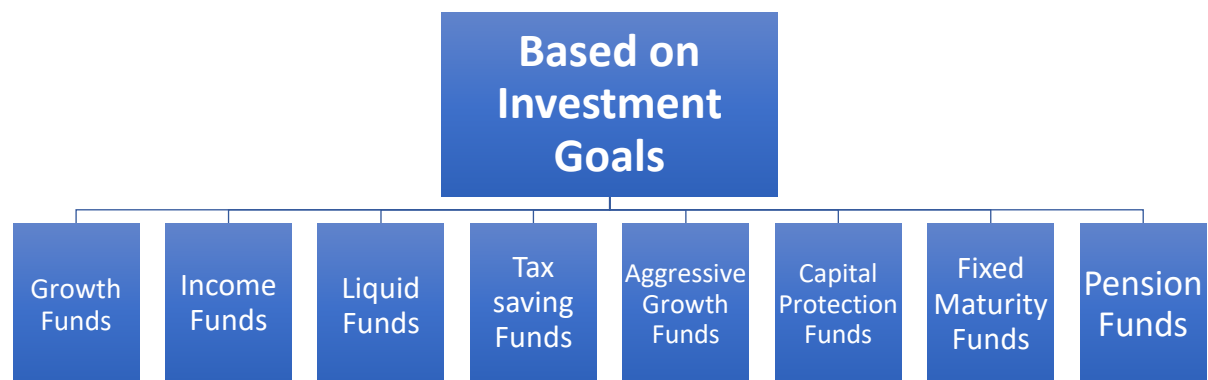 Based on
Investment
Goals
Growth
Funds
Income
Funds
Liquid
Funds
Tax
saving
Funds
Aggressive
Growth
Funds
Capital
Protection
Funds
Fixed
Maturity
Funds
Pension
Funds